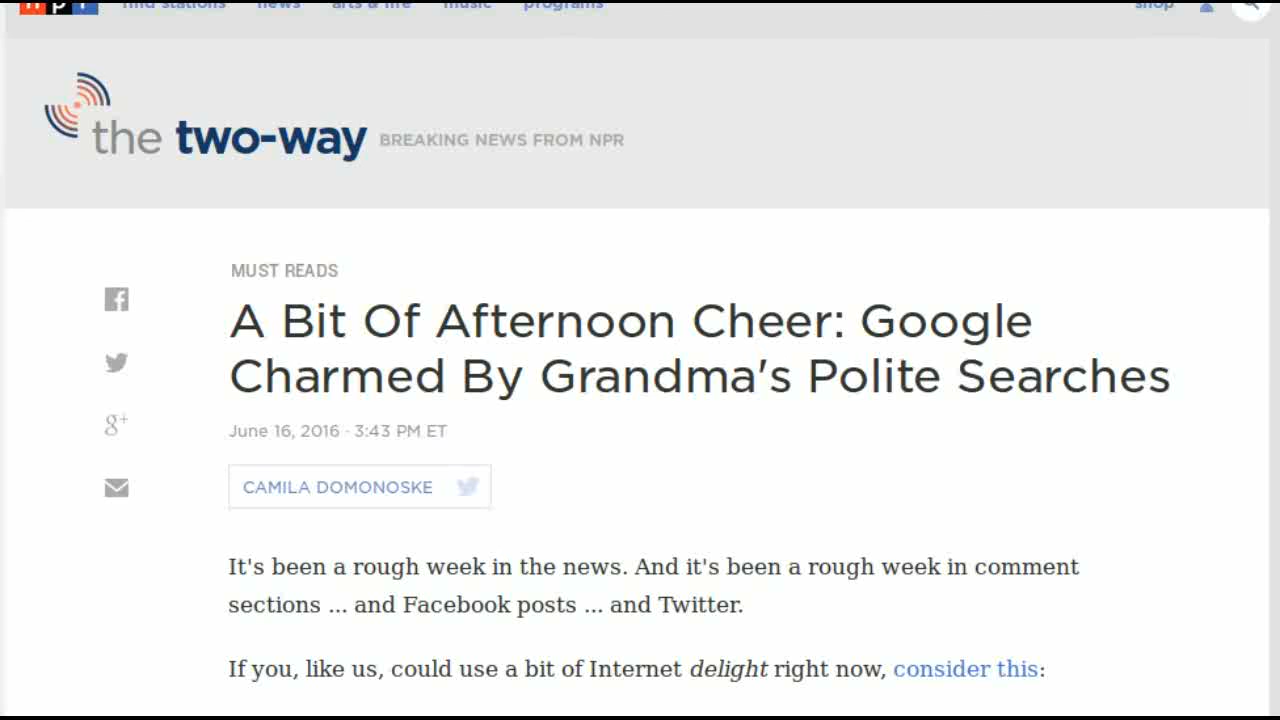 npr find stations news arts & life music programs shop
the two-way BREAKING NEWS FROM NPR
MUST READS
A Bit Of Afternoon Cheer: Google
Charmed By Grandma's Polite Searches
June 16, 2016 · 3:43 PM ET
CAMILA DOMONOSKE
It's been a rough week in the news. And it's been a rough week in comment
sections ... and Facebook posts ... and Twitter.
If you, like us, could use a bit of Internet delight right now, consider this: